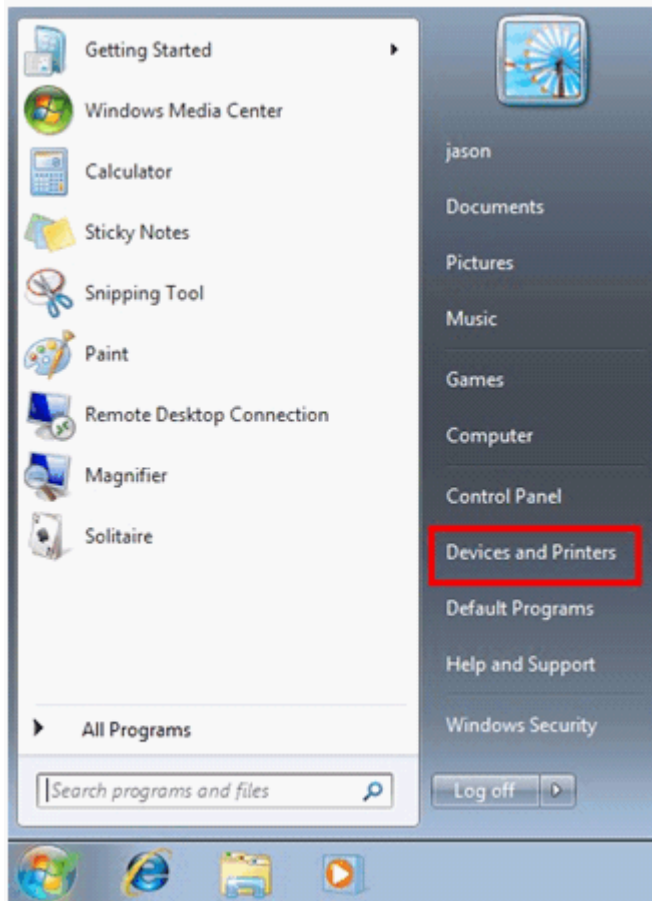 Getting Started
Windows Media Center
Calculator
Sticky Notes
Snipping Tool
Paint
Remote Desktop Connection
Magnifier
Solitaire
All Programs
Search programs and files
jason
Documents
Pictures
Music
Games
Computer
Control Panel
Devices and Printers
Default Programs
Help and Support
Windows Security
Log off